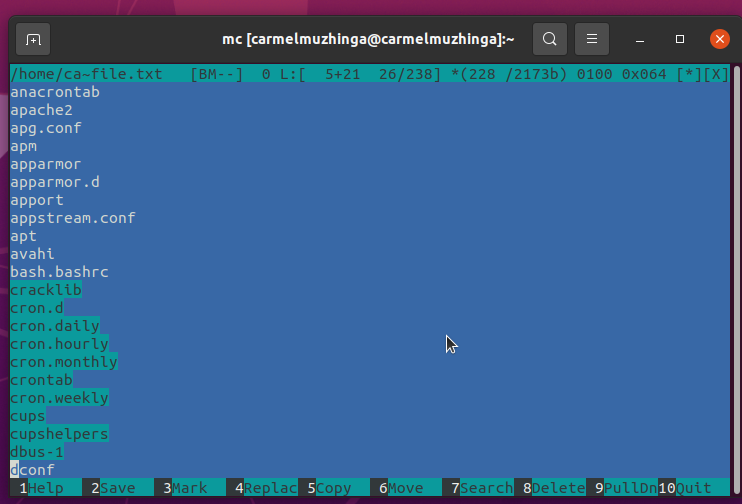 mc [carmelmuzhinga@carmelmuzhinga]:~
/home/ca~file.txt   [BM--]  0 L:[  5+21  26/238] *(228 /2173b) 0100 0x064 [*][X]
anacrontab
apache2
apg.conf
apm
apparmor
apparmor.d
apport
appstream.conf
apt
avahi
bash.bashrc
cracklib
cron.d
cron.daily
cron.hourly
cron.monthly
crontab
cron.weekly
cups
cupshelpers
dbus-1
dconf
1Help  2Save  3Mark  4Replac 5Copy  6Move  7Search 8Delete 9PullDn10Quit